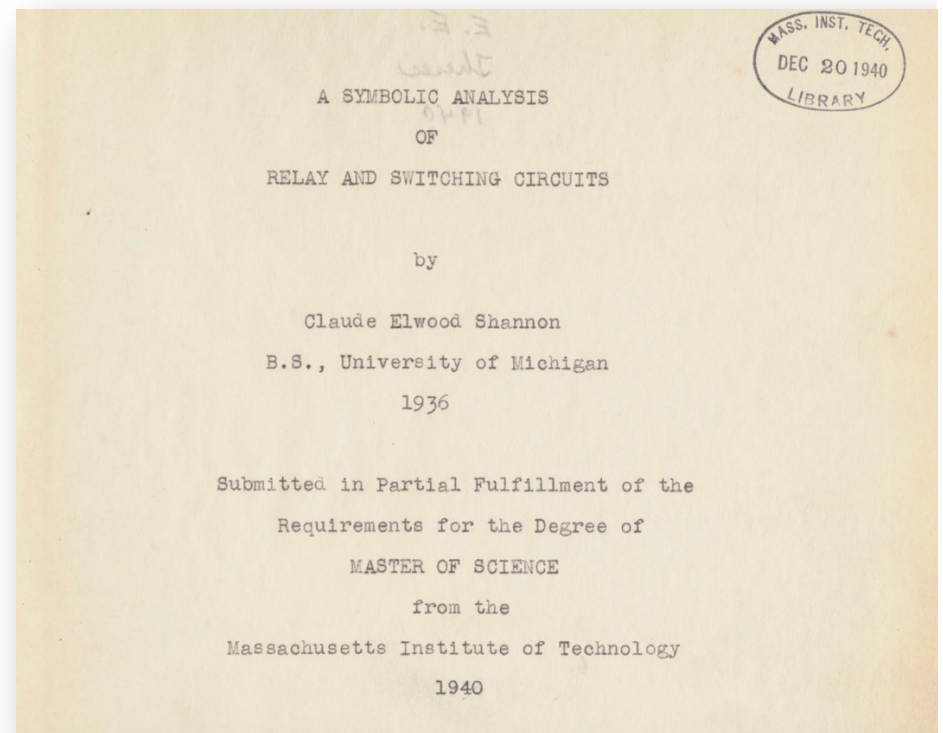 MASS. INST. TECH.
DEC 20 1940
LIBRARY
A SYMBOLIC ANALYSIS
OF
RELAY AND SWITCHING CIRCUITS
by
Claude Elwood Shannon
B.S., University of Michigan
1936
Submitted in Partial Fulfillment of the
Requirements for the Degree of
MASTER OF SCIENCE
from the
Massachusetts Institute of Technology
1940